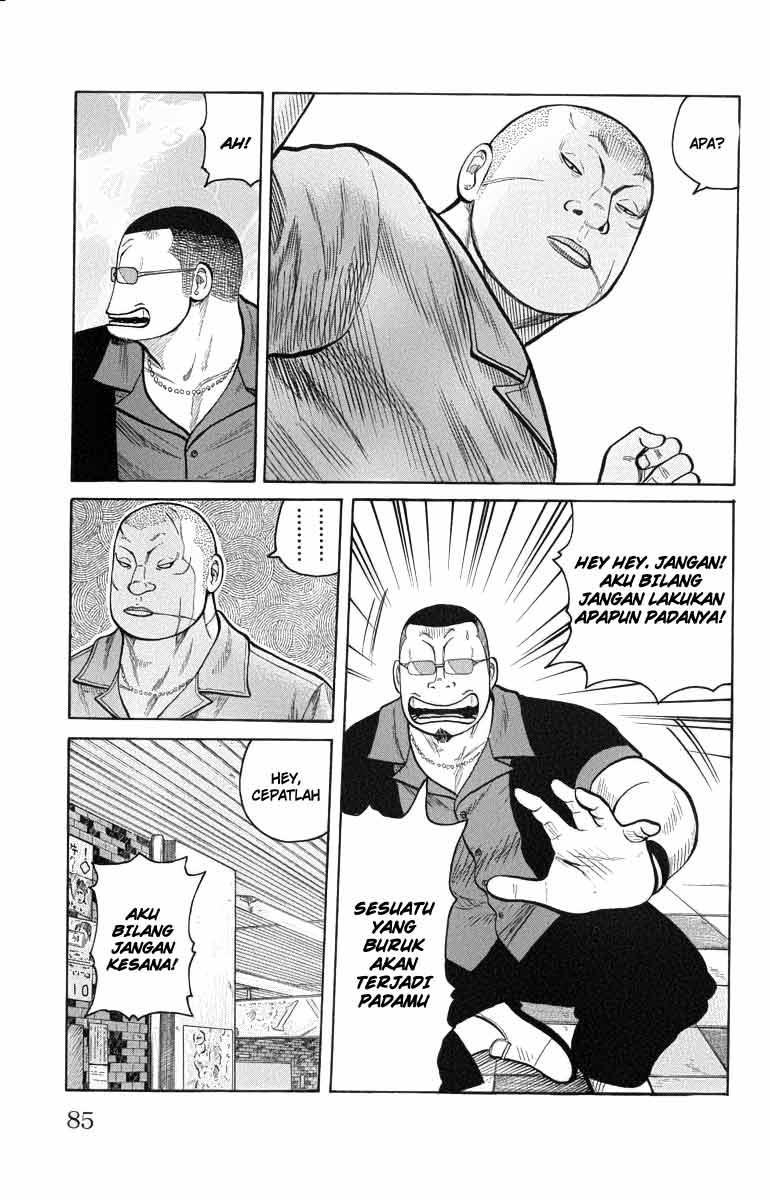 APA?
AH!
HEY HEY. JANGAN!
AKU BILANG
JANGAN LAKUKAN
APAPUN PADANYA!
SESUATU
YANG
BURUK
AKAN
TERJADI
PADAMU
HEY,
CEPATLAH
AKU
BILANG
JANGAN
KESANA!
85